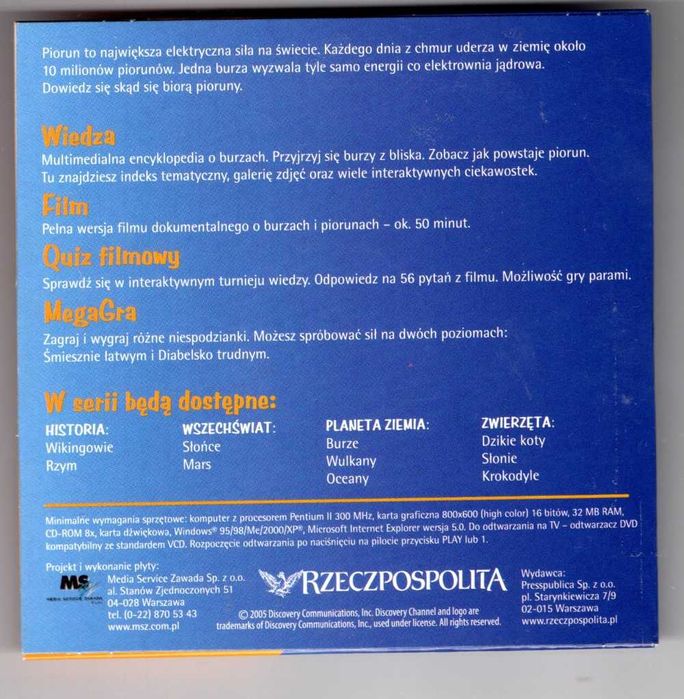 Piorun to największa elektryczna siła na świecie. Każdego dnia z chmur uderza w ziemię około
10 milionów piorunów. Jedna burza wyzwala tyle samo energii co elektrownia jądrowa.
Dowiedz się skąd się biorą pioruny.
Wiedza
Multimedialna encyklopedia o burzach. Przyjrzyj się burzy z bliska. Zobacz jak powstaje piorun.
Tu znajdziesz indeks tematyczny, galerię zdjęć oraz wiele interaktywnych ciekawostek.
Film
Pełna wersja filmu dokumentalnego o burzach i piorunach – ok. 50 minut.
Quiz filmowy
Sprawdź się w interaktywnym turnieju wiedzy. Odpowiedz na 56 pytań z filmu. Możliwość gry parami.
MegaGra
Zagraj i wygraj różne niespodzianki. Możesz spróbować sił na dwóch poziomach:
Śmiesznie łatwym i Diabelsko trudnym.
W serii będą dostępne:
HISTORIA:
Wikingowie
Rzym
WSZECHŚWIAT:
Słońce
Mars
PLANETA ZIEMIA:
Burze
Wulkany
Oceany
ZWIERZĘTA:
Dzikie koty
Słonie
Krokodyle
Minimalne wymagania sprzętowe: komputer z procesorem Pentium II 300 MHz, karta graficzna 800x600 (high color) 16 bitów, 32 MB RAM,
CD-ROM 8x, karta dźwiękowa, Windows® 95/98/Me/2000/XP®, Microsoft Internet Explorer wersja 5.0. Do odtwarzania na TV – odtwarzacz DVD
kompatybilny ze standardem VCD. Rozpoczęcie odtwarzania po naciśnięciu na pilocie przycisku PLAY lub 1.
Projekt i wykonanie płyty:
MS
MEDIA SERVICE ZAWADA
Media Service Zawada Sp. z o.o.
al. Stanów Zjednoczonych 51
04-028 Warszawa
tel. (0-22) 870 53 43
www.msz.com.pl
RZECZPOSPOLITA
© 2005 Discovery Communications, Inc. Discovery Channel and logo are
trademarks of Discovery Communications, Inc., used under license. All rights reserved.
Wydawca:
Presspublica Sp. z o.o.
pl. Starynkiewicza 7/9
02-015 Warszawa
www.rzeczpospolita.pl